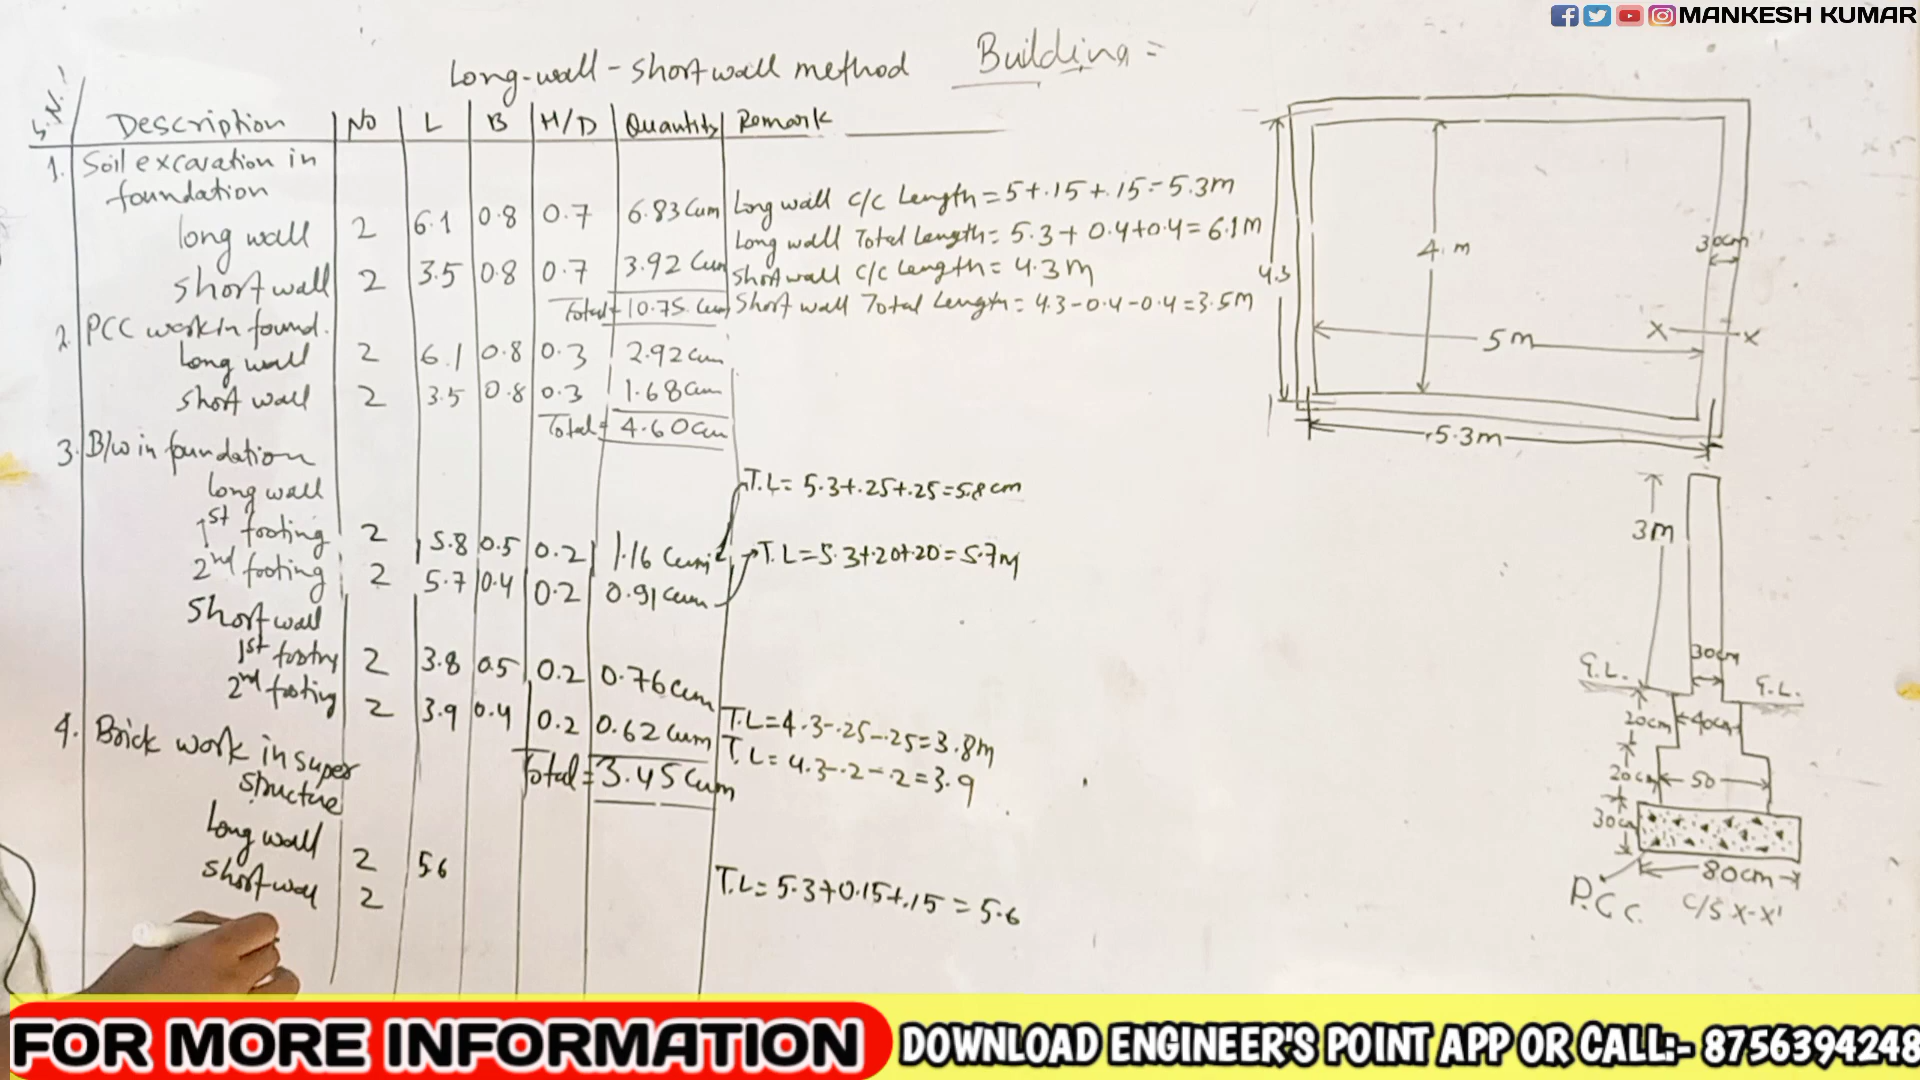 MANKESH KUMAR
Long-wall - Short wall method Building =
S.N. Description No L B H/D Quantity Remark
1. Soil excavation in
foundation
long wall 2 6.1 0.8 0.7 6.83 Cum
short wall 2 3.5 0.8 0.7 3.92 Cum
Total = 10.75 Cum
Long wall c/c Length = 5+.15+.15=5.3m
Long wall Total Length = 5.3+0.4+0.4=6.1m
Short wall c/c Length = 4.3m
Short wall Total Length = 4.3-0.4-0.4=3.5m
2. PCC work in found.
Long wall 2 6.1 0.8 0.3 2.92 Cum
short wall 2 3.5 0.8 0.3 1.68 Cum
Total = 4.60 Cum
3. B/w in foundation
long wall
1st footing 2 5.8 0.5 0.2 1.16 Cum
2nd footing 2 5.7 0.4 0.2 0.91 Cum
T.L = 5.3+.25+.25=5.8cm
T.L = 5.3+.20+.20=5.7m
Short wall
1st footing 2 3.8 0.5 0.2 0.76 Cum
2nd footing 2 3.9 0.4 0.2 0.62 Cum
Total = 3.45 Cum
T.L = 4.3-.25-.25=3.8m
T.L = 4.3-.2-.2=3.9
4. Brick work in super
structure
Long wall 2 5.6
short wall 2
T.L = 5.3+0.15+.15=5.6
4.3
4. m
30cm
X X
5m
5.3m
3m
30cm
G.L. G.L.
20cm 40cm
20cm 50
30cm
80cm
P.C.C. C/S X-X'
FOR MORE INFORMATION DOWNLOAD ENGINEER'S POINT APP OR CALL:- 8756394248